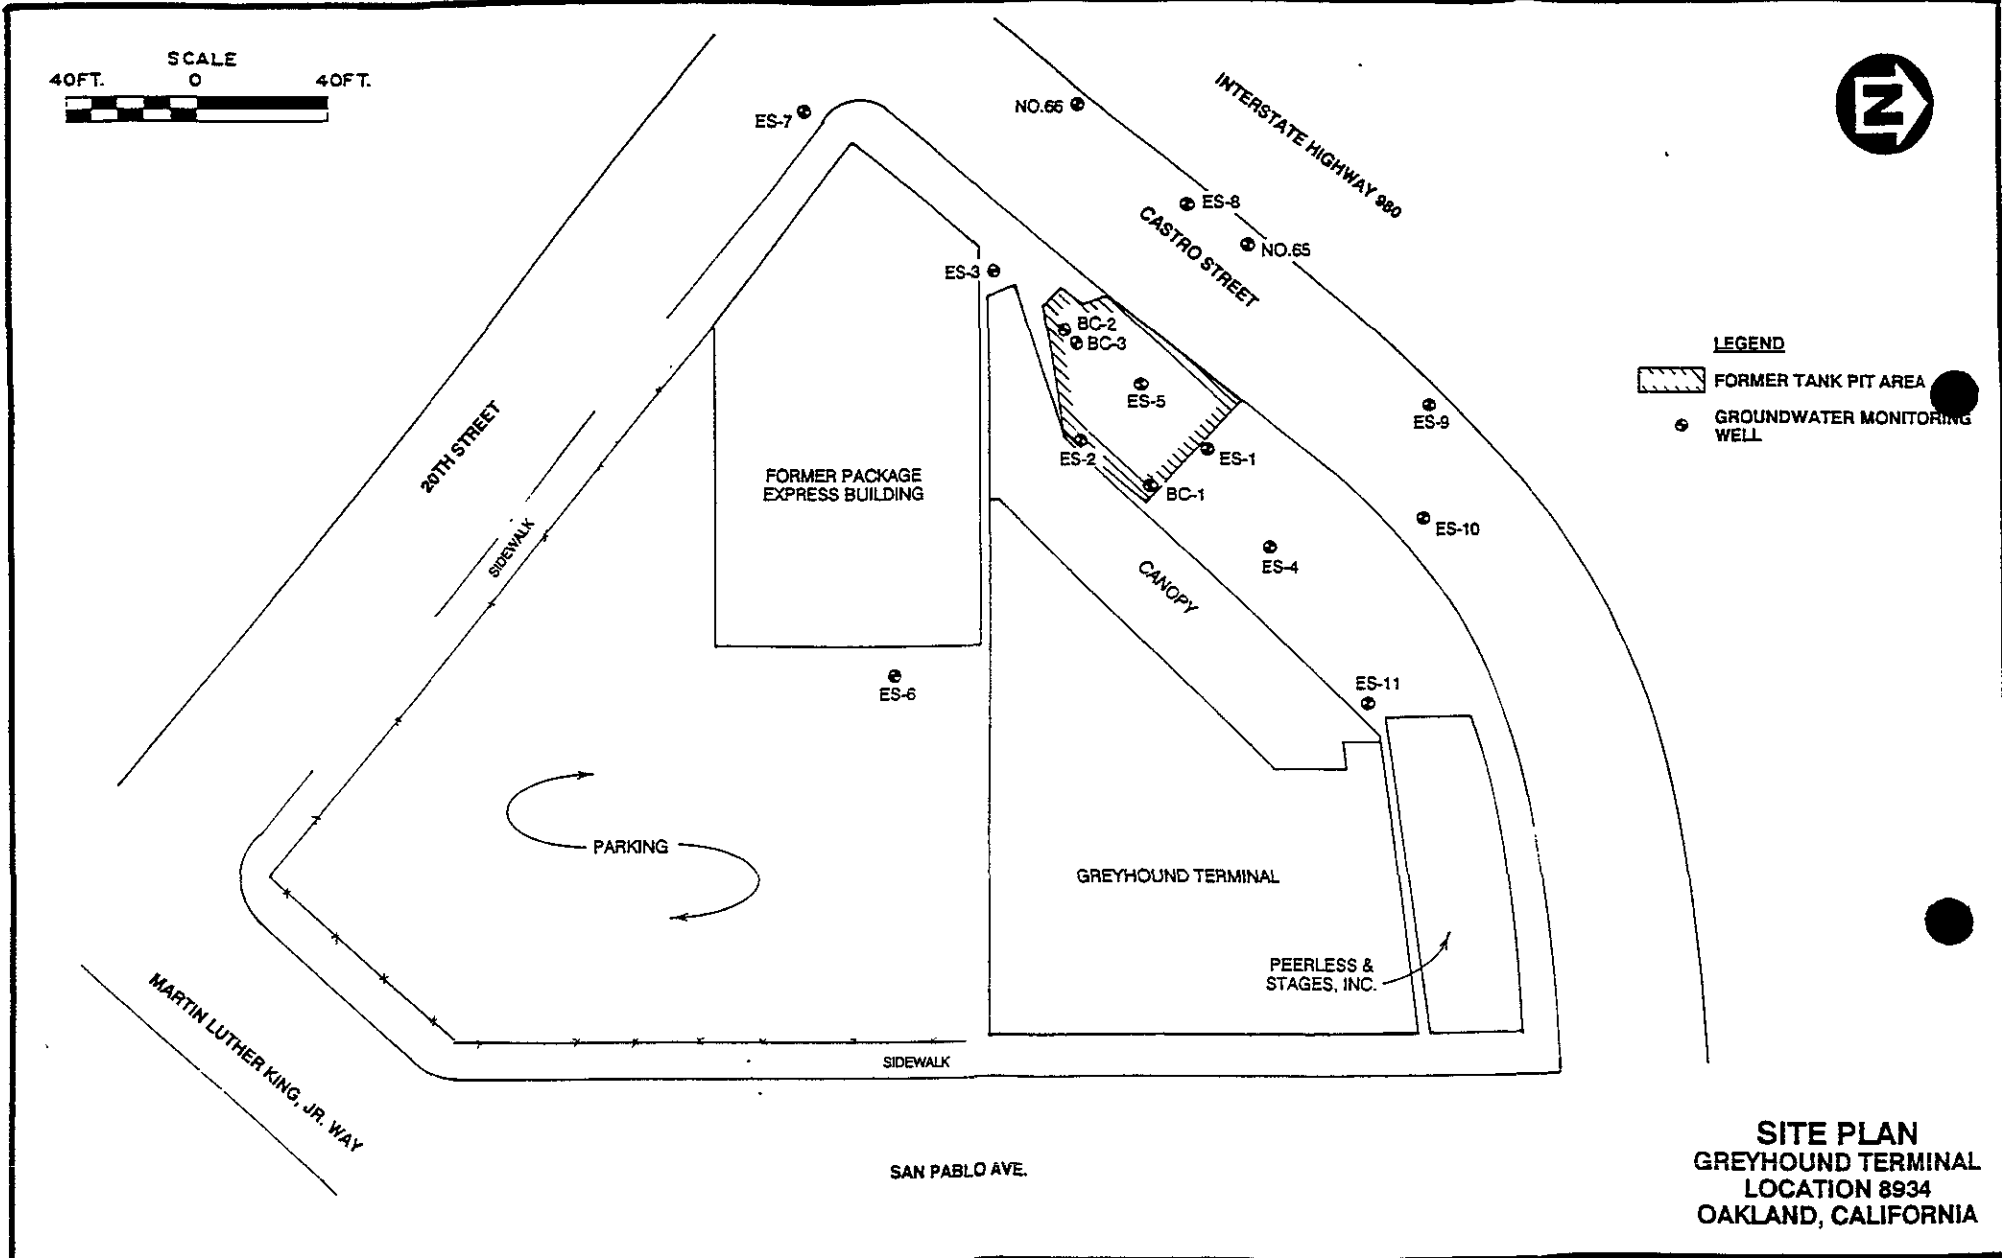 SCALE
40FT. 0 40FT.
N
ES-7
NO.66
INTERSTATE HIGHWAY 980
ES-8
CASTRO STREET
NO.65
ES-3
BC-2
BC-3
ES-5
ES-2
ES-1
BC-1
ES-9
ES-10
ES-4
LEGEND
FORMER TANK PIT AREA
GROUNDWATER MONITORING
WELL
20TH STREET
SIDEWALK
FORMER PACKAGE
EXPRESS BUILDING
CANOPY
ES-6
ES-11
PARKING
GREYHOUND TERMINAL
PEERLESS &
STAGES, INC.
SIDEWALK
MARTIN LUTHER KING, JR. WAY
SAN PABLO AVE.
SITE PLAN
GREYHOUND TERMINAL
LOCATION 8934
OAKLAND, CALIFORNIA